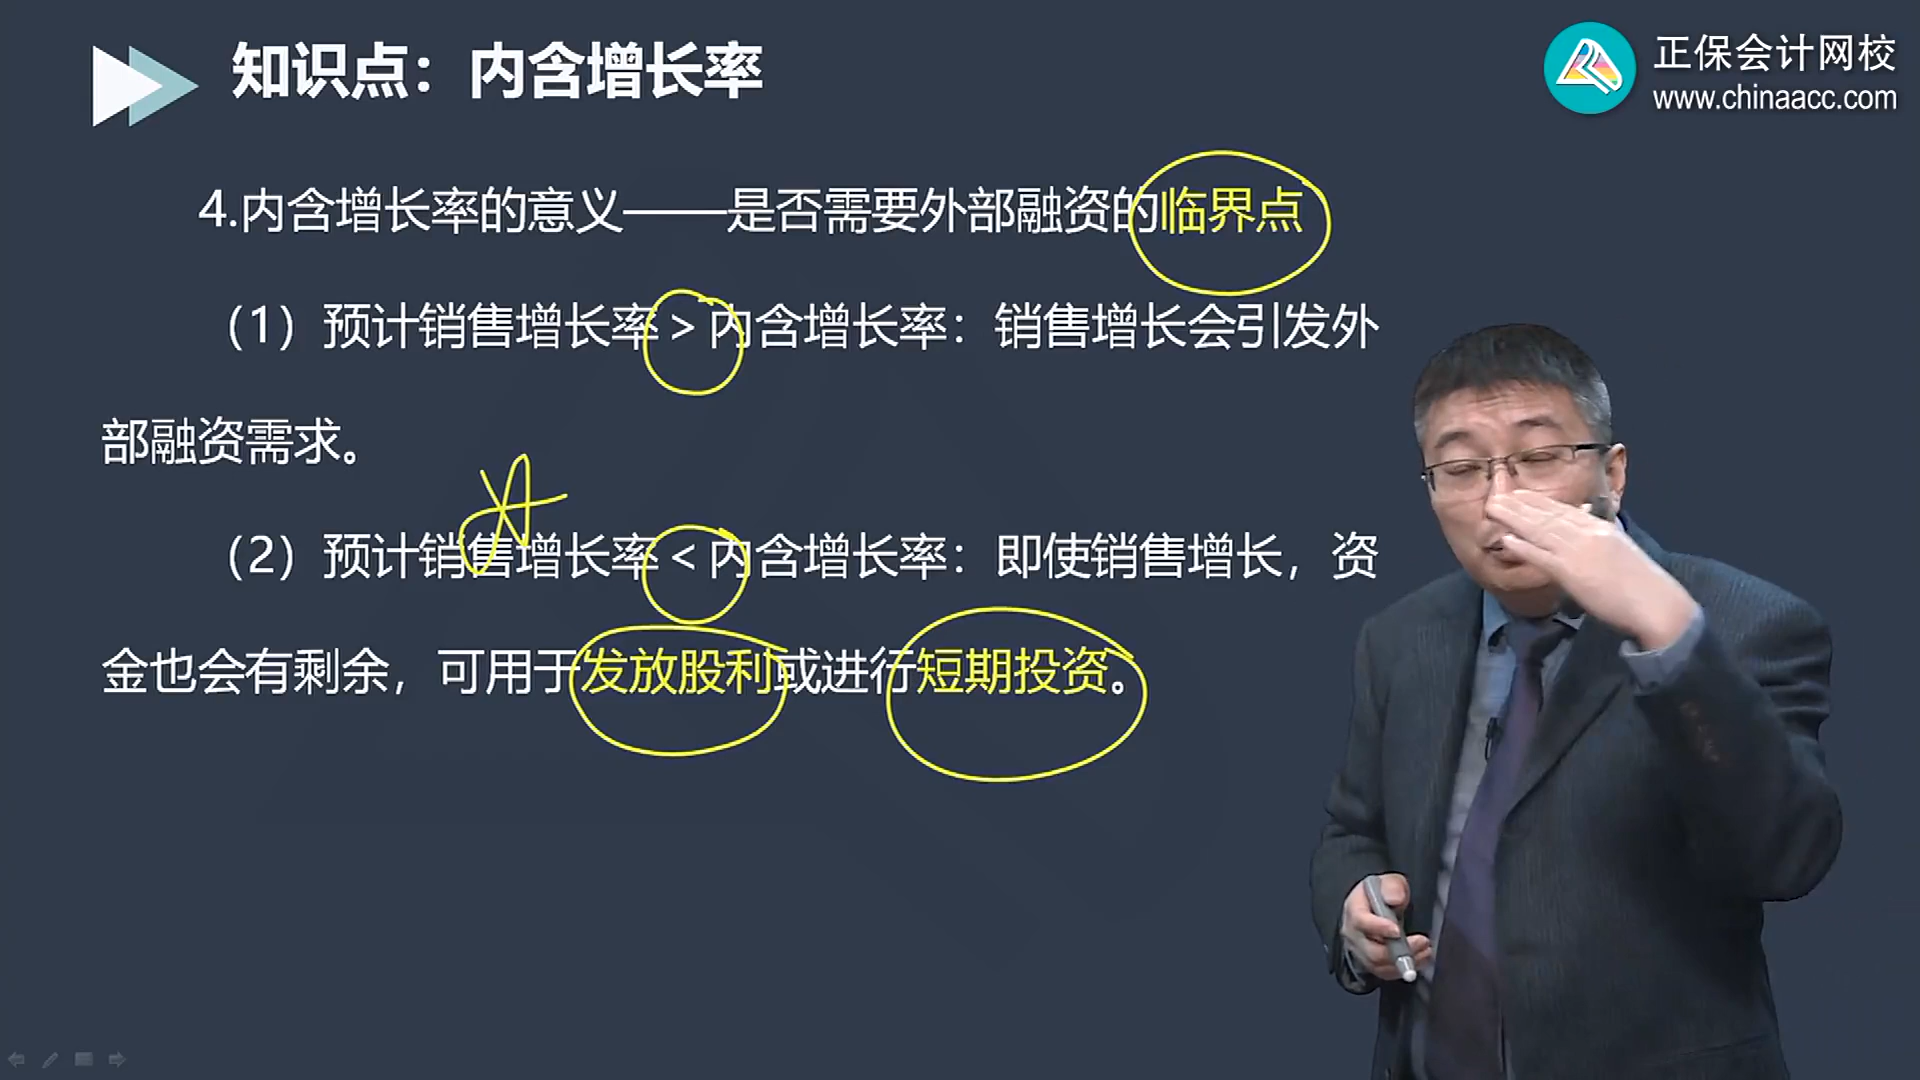 知识点：内含增长率
正保会计网校
www.chinaacc.com
4.内含增长率的意义——是否需要外部融资的临界点
（1）预计销售增长率＞内含增长率：销售增长会引发外
部融资需求。
（2）预计销售增长率＜内含增长率：即使销售增长，资
金也会有剩余，可用于发放股利或进行短期投资。